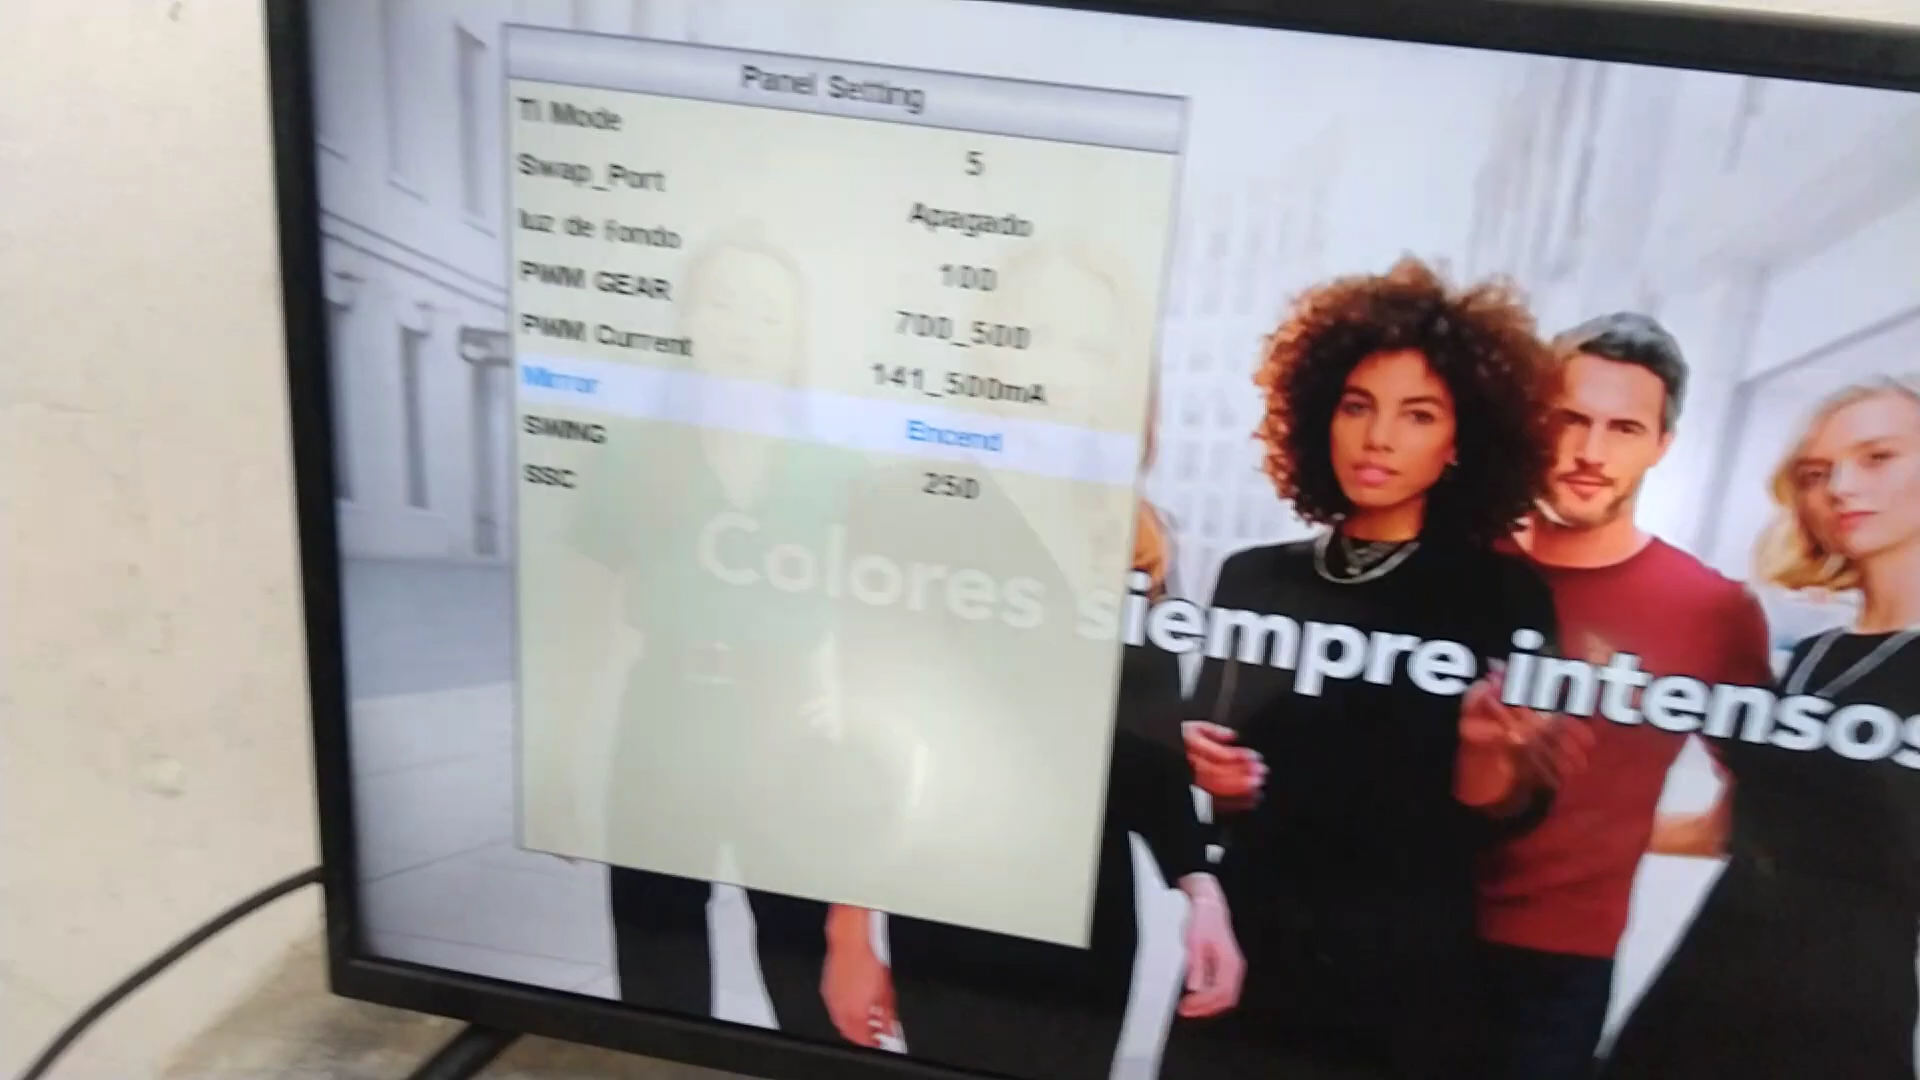 Panel Setting
TI Mode 5
Swap_Port Apagado
luz de fondo 100
PWM GEAR 700_500
PWM Current 141_500mA
Mirror Encend
SWING 250
SSC
Colores siempre intensos